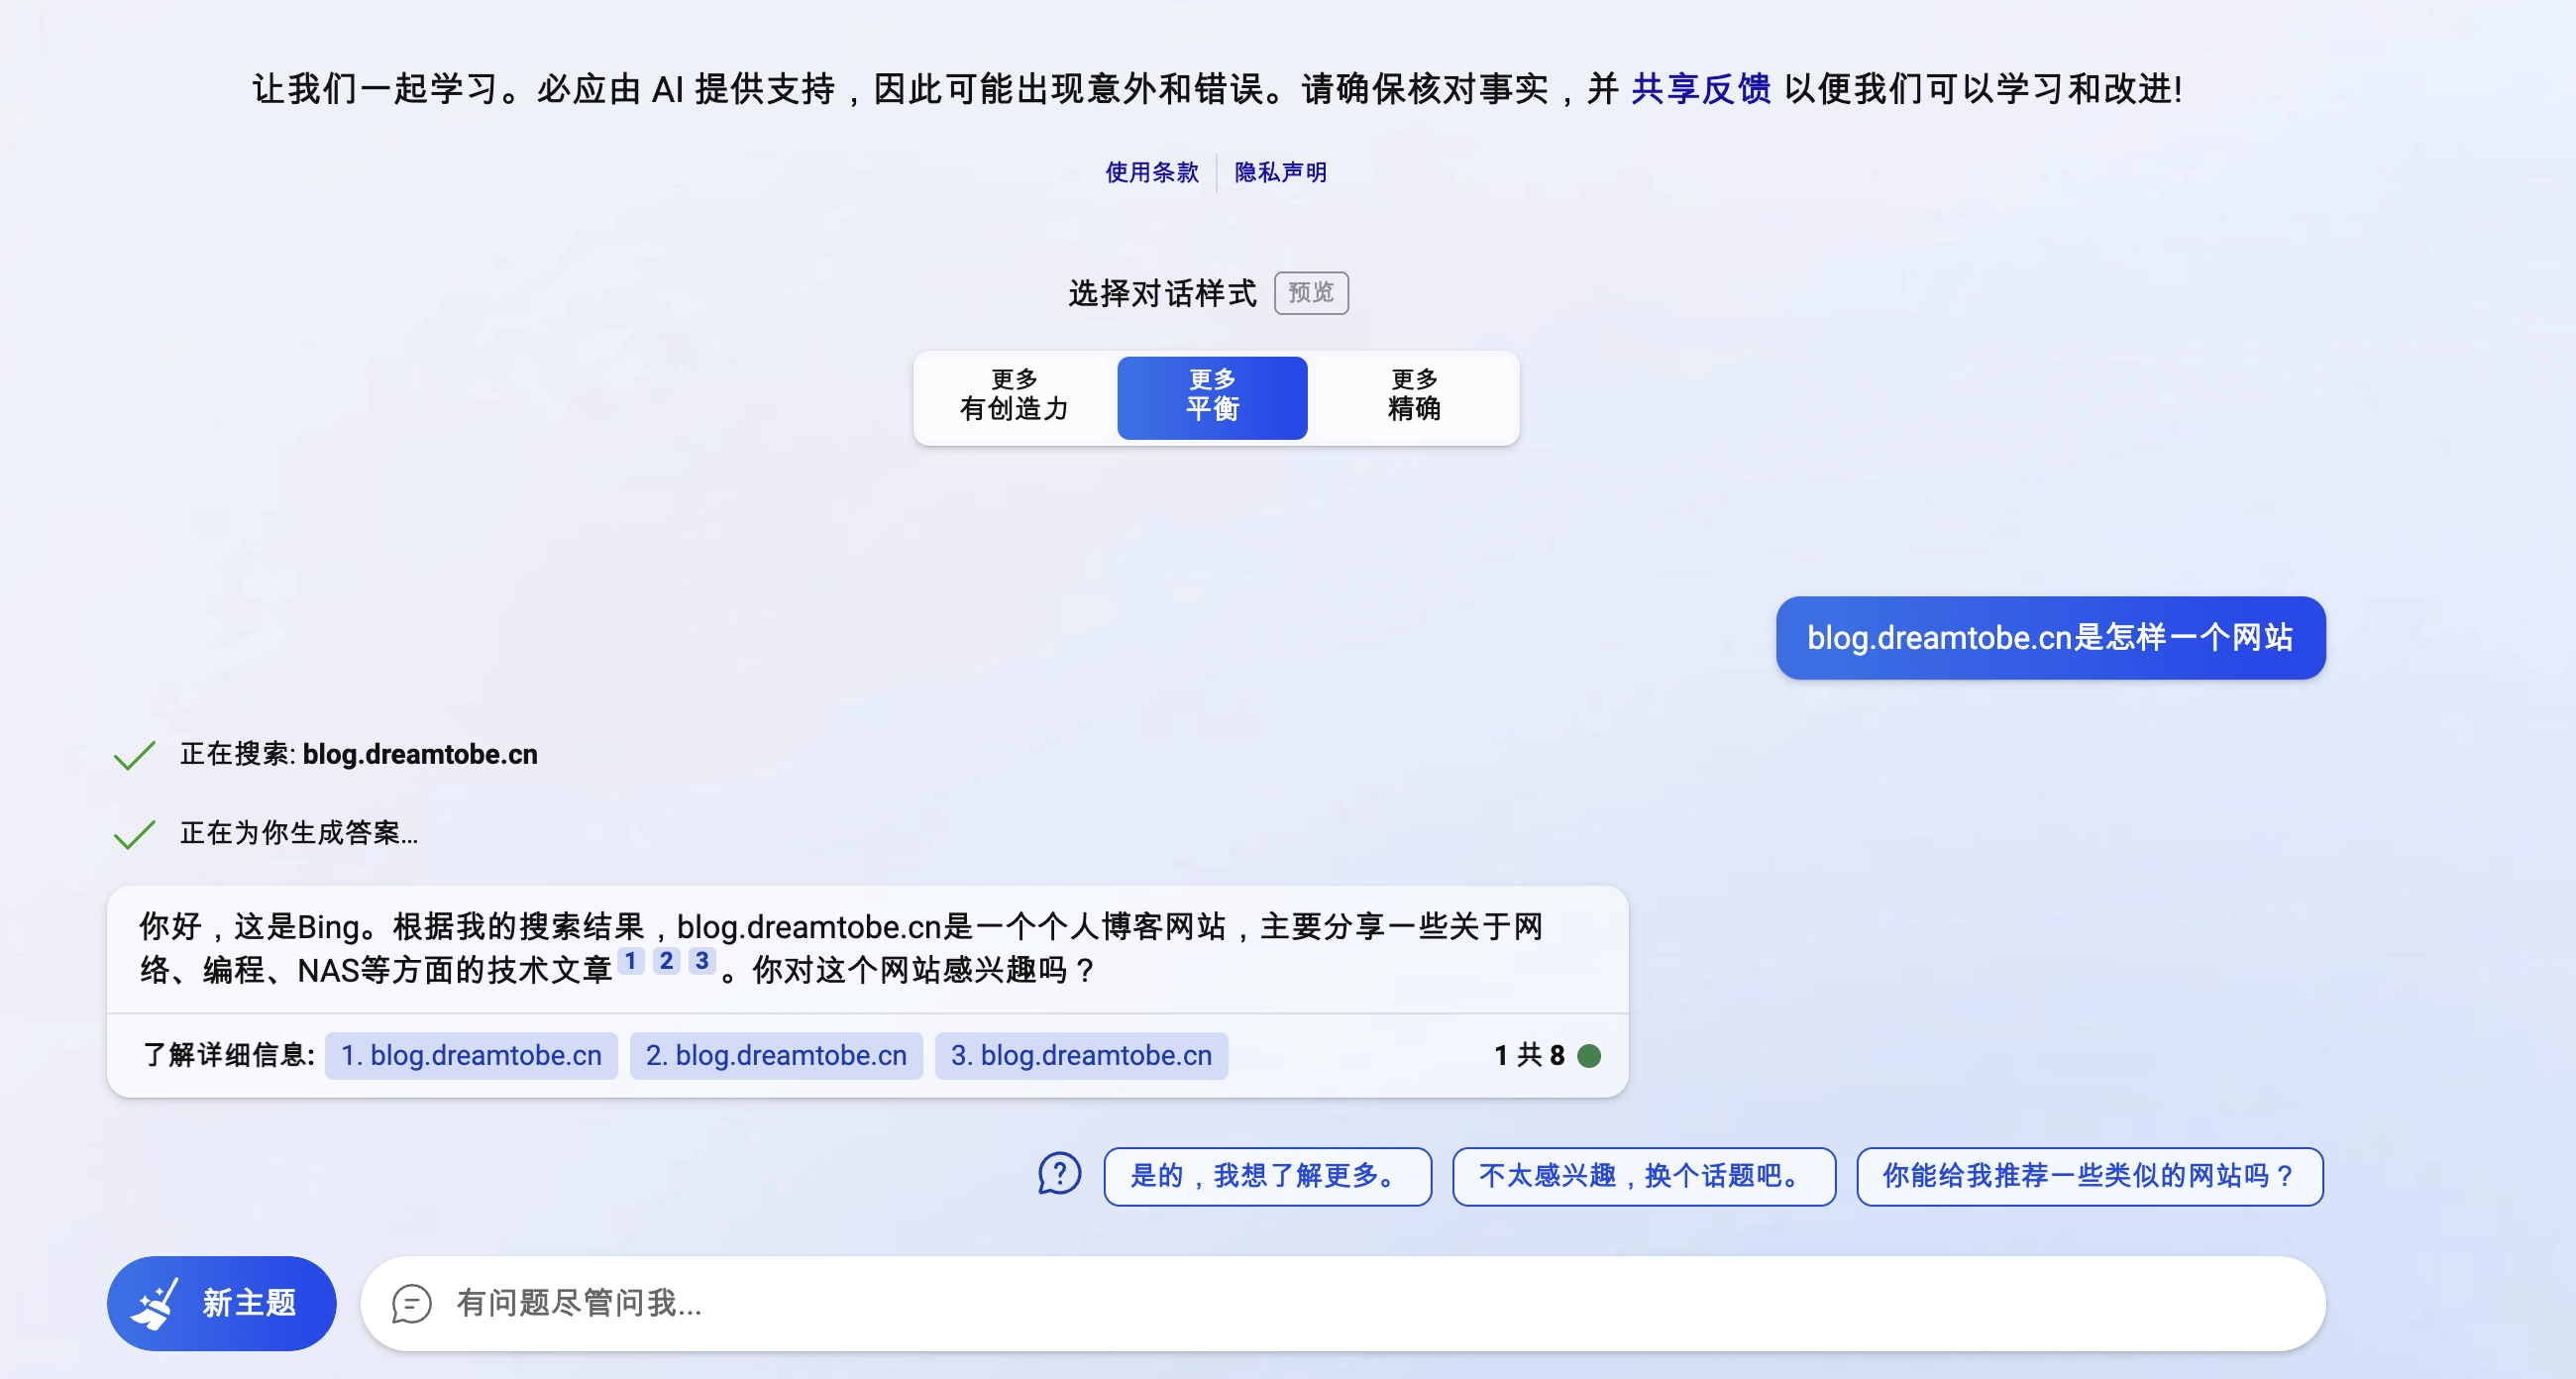 让我们一起学习。必应由 AI 提供支持，因此可能出现意外和错误。请确保核对事实，并 共享反馈 以便我们可以学习和改进!
使用条款 隐私声明
选择对话样式 预览
更多
有创造力
更多
平衡
更多
精确
blog.dreamtobe.cn是怎样一个网站
正在搜索: blog.dreamtobe.cn
正在为你生成答案...
你好，这是Bing。根据我的搜索结果，blog.dreamtobe.cn是一个个人博客网站，主要分享一些关于网
络、编程、NAS等方面的技术文章 1 2 3 。你对这个网站感兴趣吗？
了解详细信息: 1. blog.dreamtobe.cn 2. blog.dreamtobe.cn 3. blog.dreamtobe.cn 1 共 8
是的，我想了解更多。 不太感兴趣，换个话题吧。 你能给我推荐一些类似的网站吗？
新主题 有问题尽管问我...